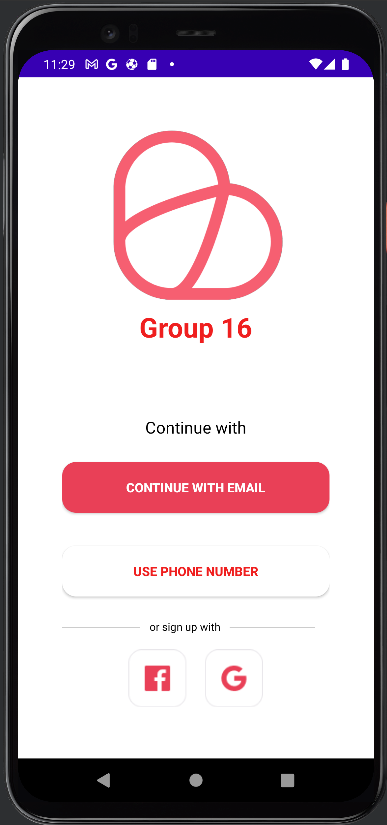 11:29
Group 16
Continue with
CONTINUE WITH EMAIL
USE PHONE NUMBER
or sign up with